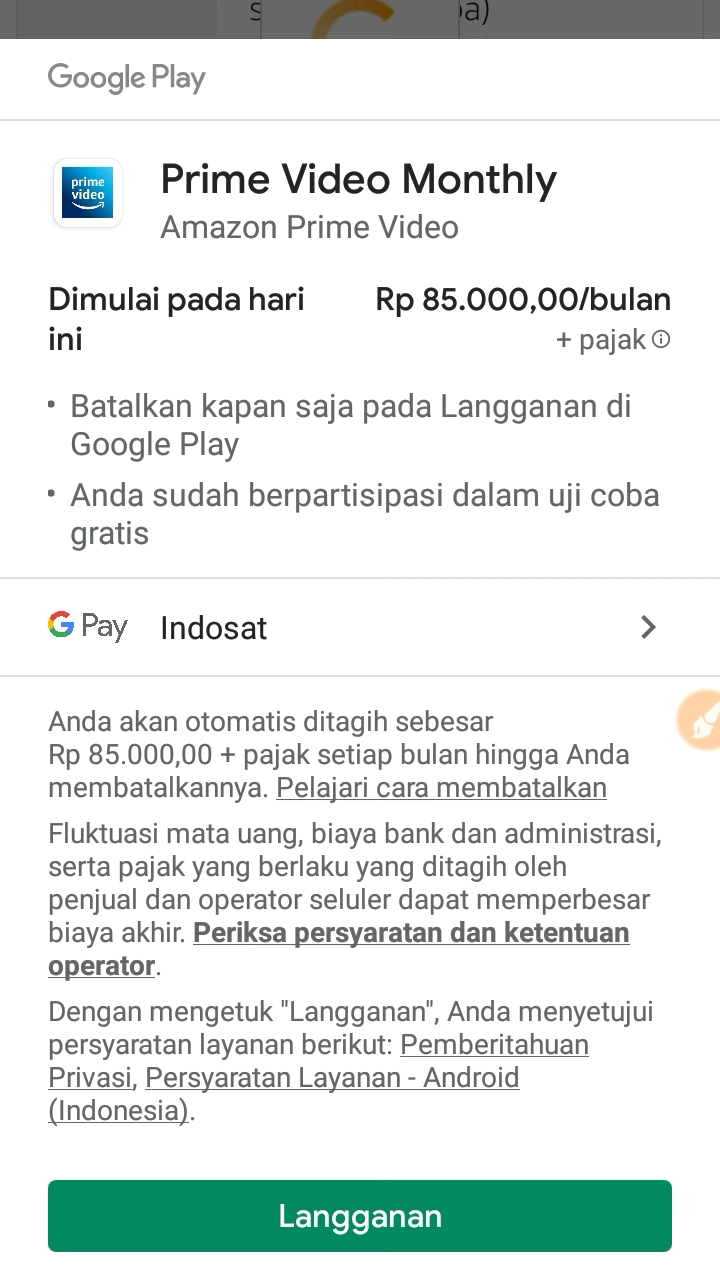 a)
Google Play
prime
video
Prime Video Monthly
Amazon Prime Video
Dimulai pada hari
ini
Rp 85.000,00/bulan
+ pajak
• Batalkan kapan saja pada Langganan di
Google Play
• Anda sudah berpartisipasi dalam uji coba
gratis
G Pay
Indosat
Anda akan otomatis ditagih sebesar
Rp 85.000,00 + pajak setiap bulan hingga Anda
membatalkannya. Pelajari cara membatalkan
Fluktuasi mata uang, biaya bank dan administrasi,
serta pajak yang berlaku yang ditagih oleh
penjual dan operator seluler dapat memperbesar
biaya akhir. Periksa persyaratan dan ketentuan
operator.
Dengan mengetuk "Langganan", Anda menyetujui
persyaratan layanan berikut: Pemberitahuan
Privasi, Persyaratan Layanan - Android
(Indonesia).
Langganan